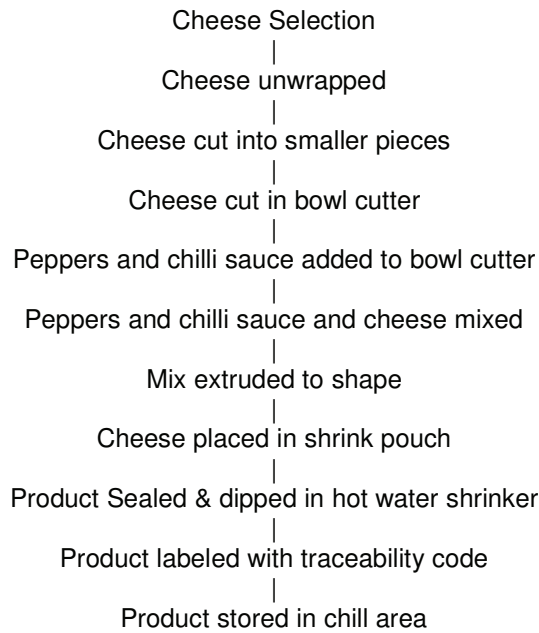 Cheese Selection
Cheese unwrapped
Cheese cut into smaller pieces
Cheese cut in bowl cutter
Peppers and chilli sauce added to bowl cutter
Peppers and chilli sauce and cheese mixed
Mix extruded to shape
Cheese placed in shrink pouch
Product Sealed & dipped in hot water shrinker
Product labeled with traceability code
Product stored in chill area